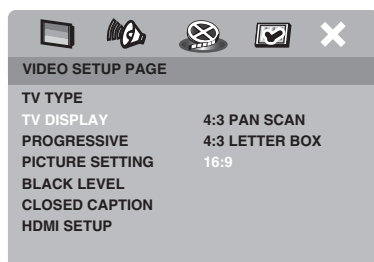 VIDEO SETUP PAGE
TV TYPE
TV DISPLAY 4:3 PAN SCAN
PROGRESSIVE 4:3 LETTER BOX
PICTURE SETTING 16:9
BLACK LEVEL
CLOSED CAPTION
HDMI SETUP